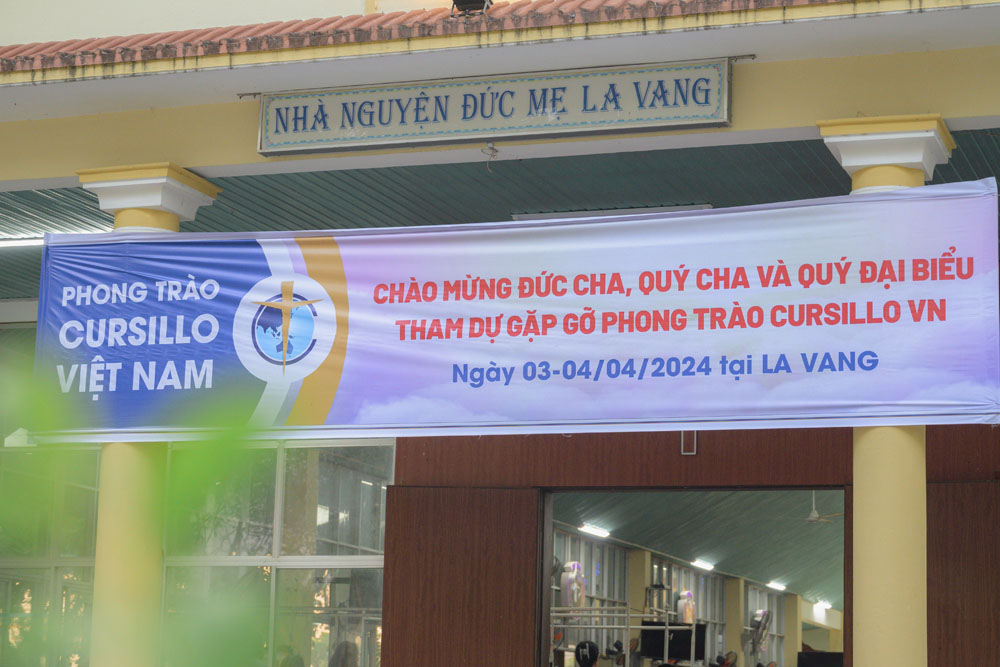 NHÀ NGUYỆN ĐỨC MẸ LA VANG
PHONG TRÀO
CURSILLO
VIỆT NAM
CHÀO MỪNG ĐỨC CHA, QUÝ CHA VÀ QUÝ ĐẠI BIỂU
THAM DỰ GẶP GỠ PHONG TRÀO CURSILLO VN
Ngày 03-04/04/2024 tại LA VANG